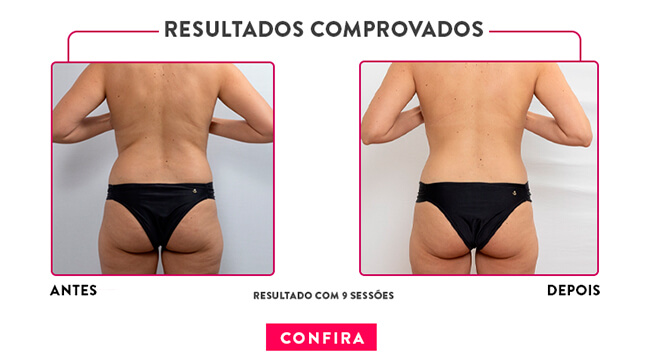 RESULTADOS COMPROVADOS
ANTES
DEPOIS
RESULTADO COM 9 SESSÕES
CONFIRA